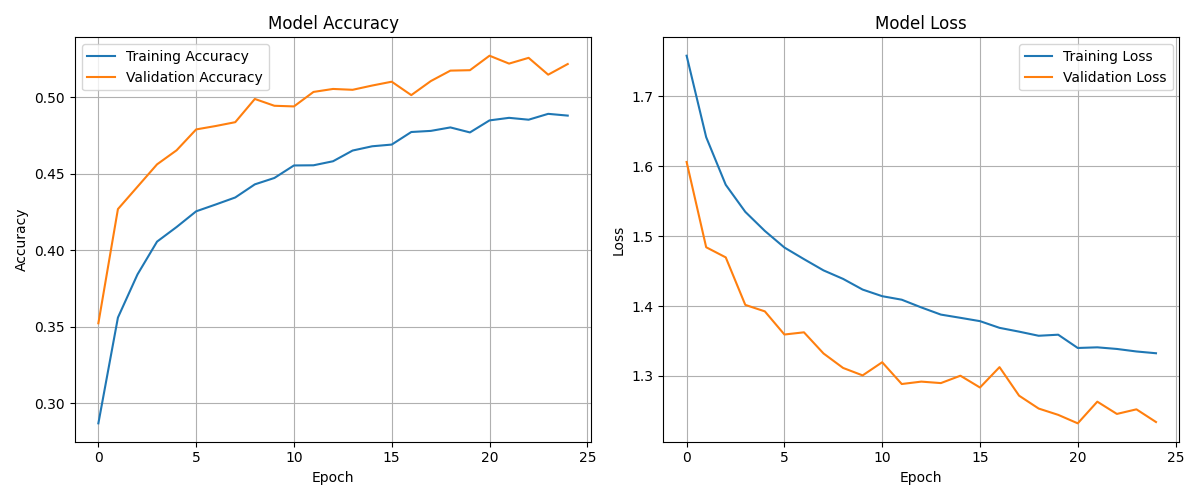 Model Accuracy
Training Accuracy
Validation Accuracy
Accuracy
0.50
0.45
0.40
0.35
0.30
0 5 10 15 20 25
Epoch
Model Loss
Training Loss
Validation Loss
Loss
1.7
1.6
1.5
1.4
1.3
0 5 10 15 20 25
Epoch